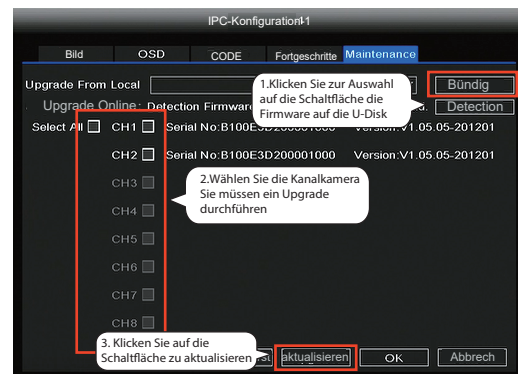 IPC-Konfiguration-1
Bild OSD CODE Fortgeschritte Maintenance
Upgrade From Local Bündig
1.Klicken Sie zur Auswahl
auf die Schaltfläche die
Firmware auf die U-Disk
Upgrade Online: Detection Firmware Detection
Select All CH1 Serial No:B100E3D200001000 Version:V1.05.05-201201
CH2 Serial No:B100E3D200001000 Version:V1.05.05-201201
2.Wählen Sie die Kanalkamera
Sie müssen ein Upgrade
durchführen
CH3
CH4
CH5
CH6
CH7
CH8
3. Klicken Sie auf die
Schaltfläche zu aktualisieren
aktualisieren OK Abbrech